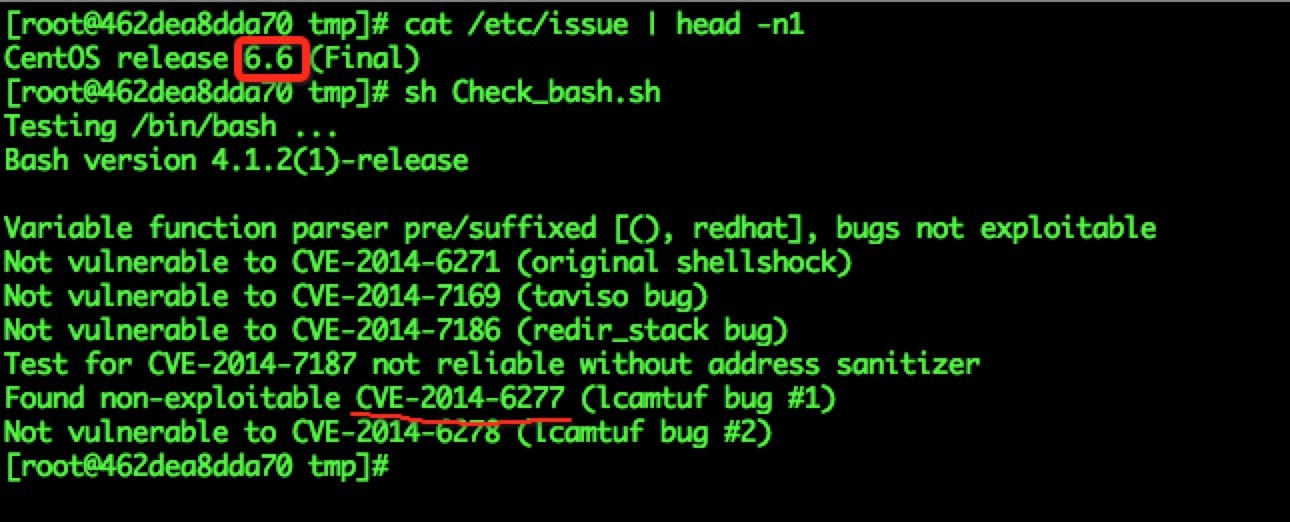 [root@462dea8dda70 tmp]# cat /etc/issue | head -n1
CentOS release 6.6 (Final)
[root@462dea8dda70 tmp]# sh Check_bash.sh
Testing /bin/bash ...
Bash version 4.1.2(1)-release
Variable function parser pre/suffixed [(), redhat], bugs not exploitable
Not vulnerable to CVE-2014-6271 (original shellshock)
Not vulnerable to CVE-2014-7169 (taviso bug)
Not vulnerable to CVE-2014-7186 (redir_stack bug)
Test for CVE-2014-7187 not reliable without address sanitizer
Found non-exploitable CVE-2014-6277 (lcamtuf bug #1)
Not vulnerable to CVE-2014-6278 (lcamtuf bug #2)
[root@462dea8dda70 tmp]#